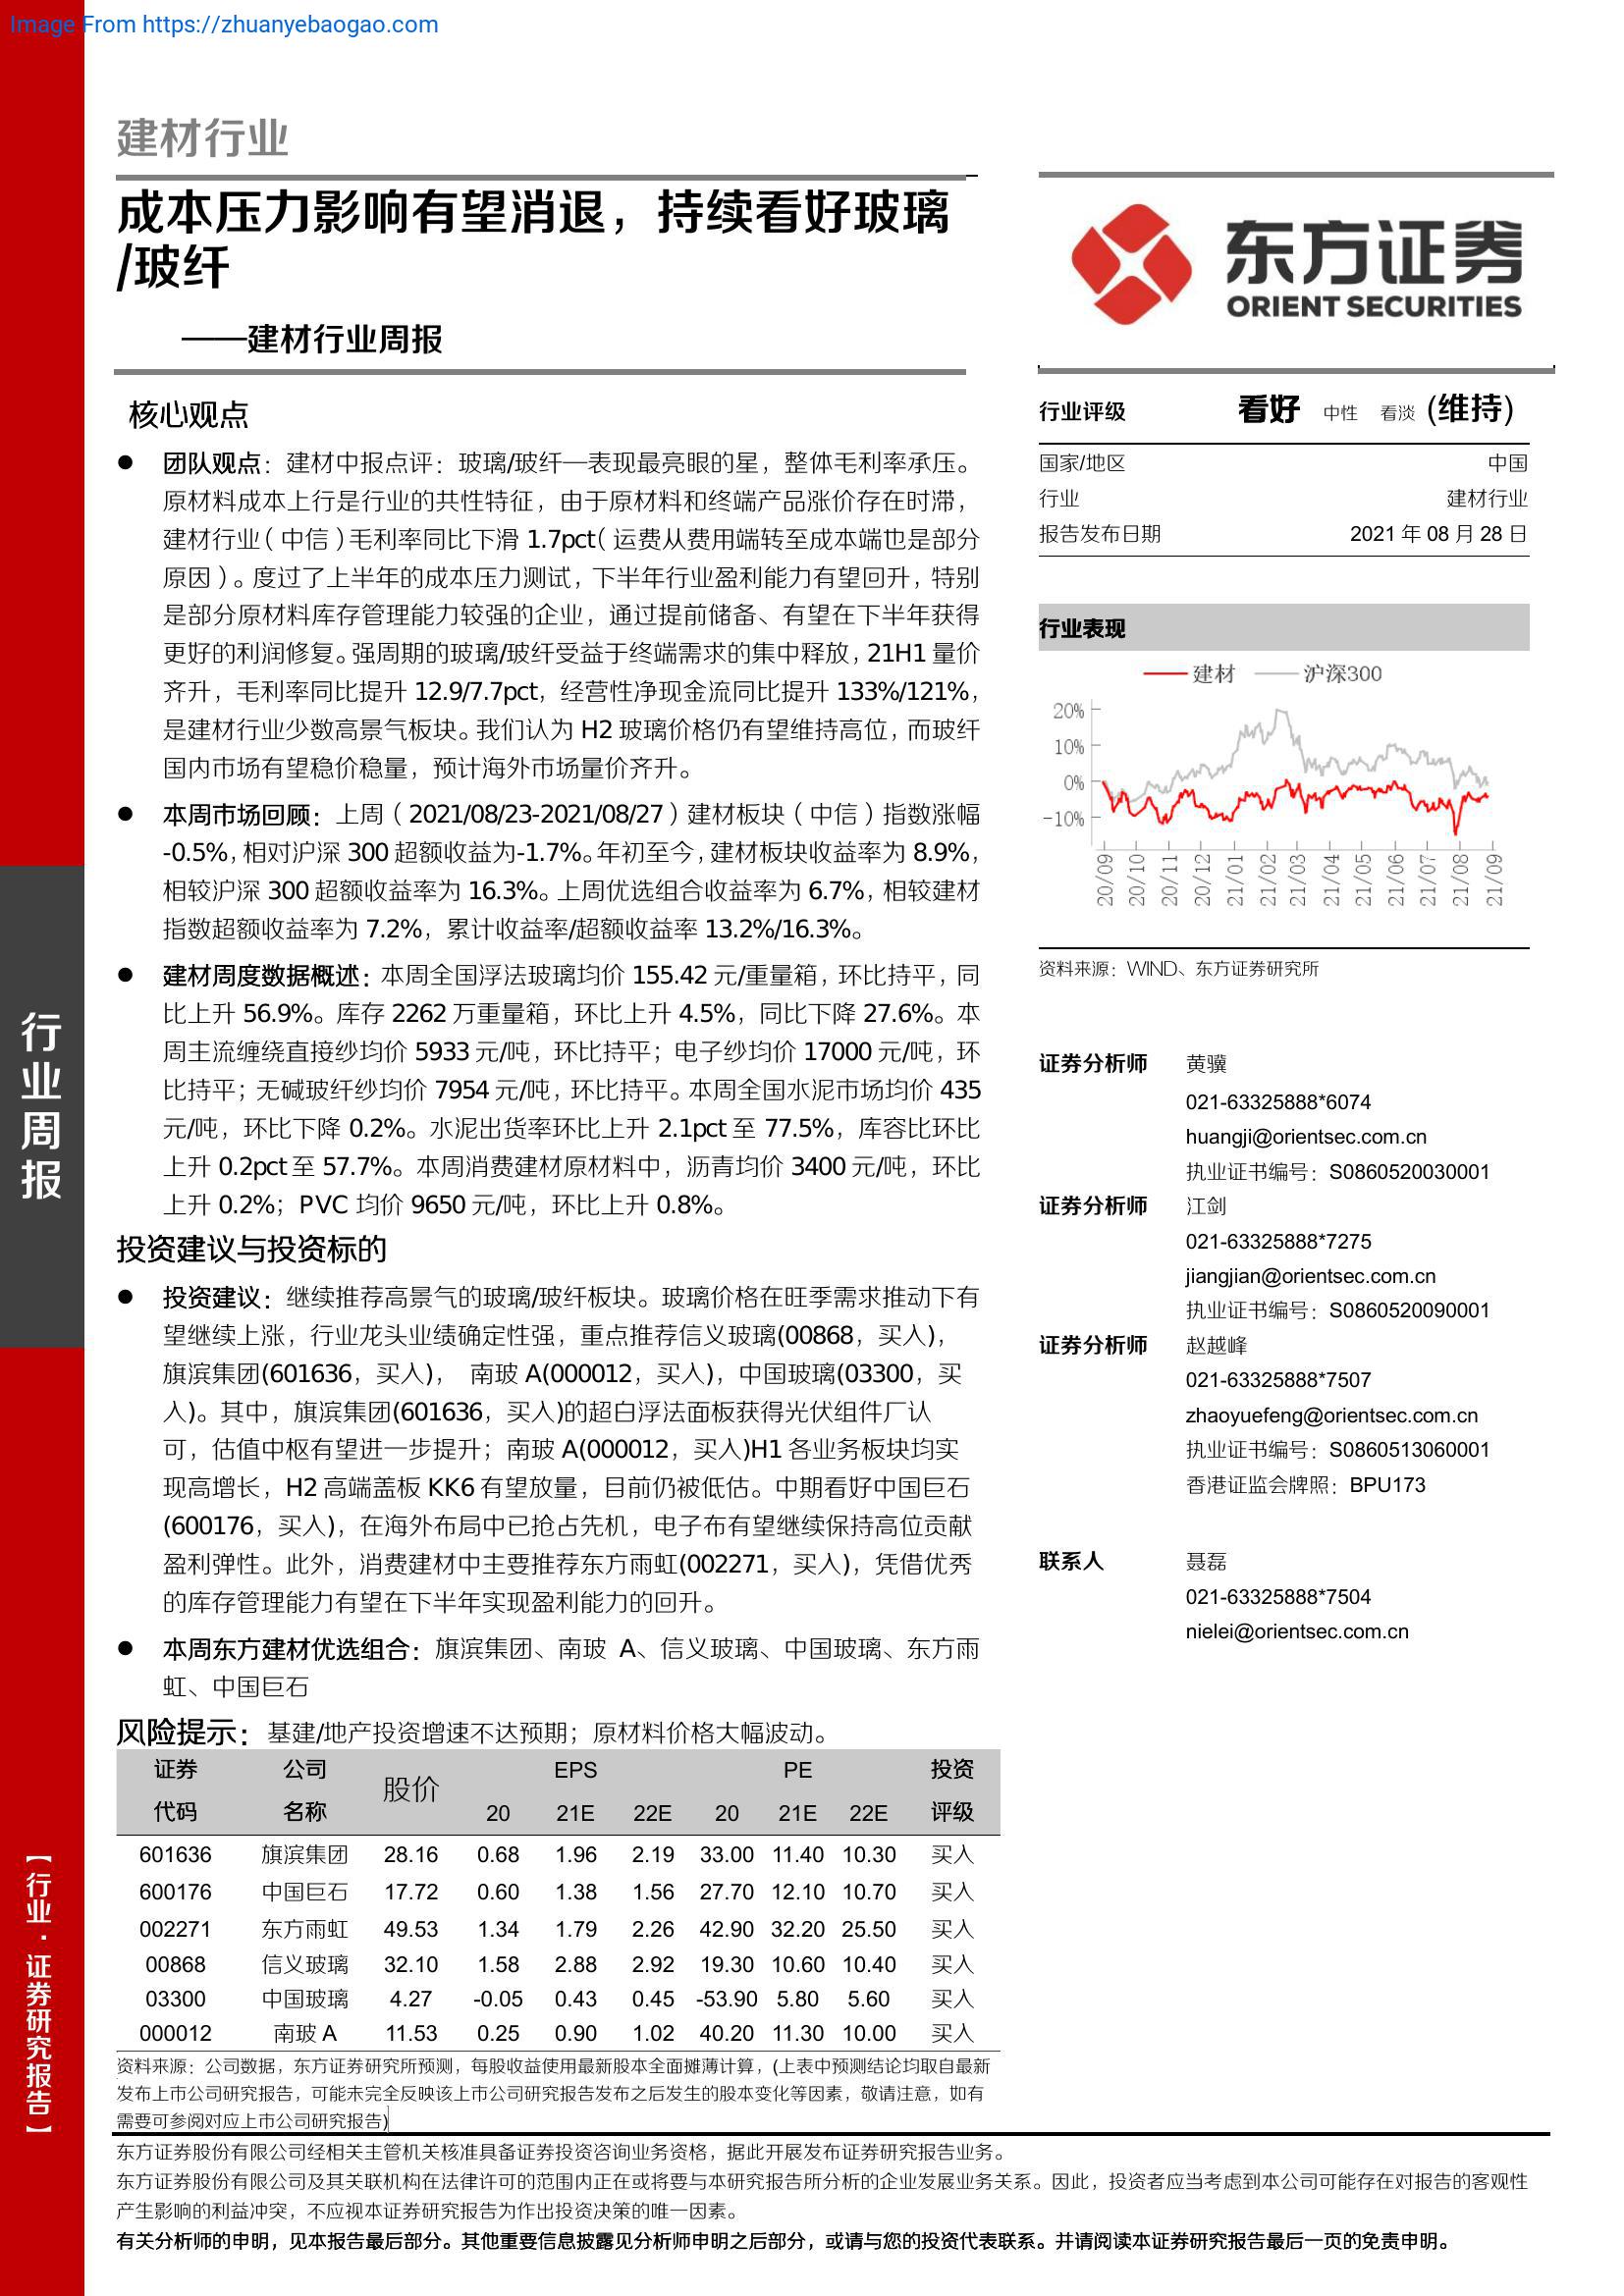 Image From https://zhuanyebaogao.com
建材行业
成本压力影响有望消退，持续看好玻璃
/玻纤
——建材行业周报
核心观点
● 团队观点：建材中报点评：玻璃/玻纤—表现最亮眼的星，整体毛利率承压。
原材料成本上行是行业的共性特征，由于原材料和终端产品涨价存在时滞，
建材行业（中信）毛利率同比下滑 1.7pct（运费从费用端转至成本端也是部分
原因）。度过了上半年的成本压力测试，下半年行业盈利能力有望回升，特别
是部分原材料库存管理能力较强的企业，通过提前储备、有望在下半年获得
更好的利润修复。强周期的玻璃/玻纤受益于终端需求的集中释放，21H1 量价
齐升，毛利率同比提升 12.9/7.7pct，经营性净现金流同比提升 133%/121%，
是建材行业少数高景气板块。我们认为 H2 玻璃价格仍有望维持高位，而玻纤
国内市场有望稳价稳量，预计海外市场量价齐升。
● 本周市场回顾：上周（2021/08/23-2021/08/27）建材板块（中信）指数涨幅
-0.5%，相对沪深 300 超额收益为-1.7%。年初至今，建材板块收益率为 8.9%，
相较沪深 300 超额收益率为 16.3%。上周优选组合收益率为 6.7%，相较建材
指数超额收益率为 7.2%，累计收益率/超额收益率 13.2%/16.3%。
● 建材周度数据概述：本周全国浮法玻璃均价 155.42 元/重量箱，环比持平，同
比上升 56.9%。库存 2262 万重量箱，环比上升 4.5%，同比下降 27.6%。本
周主流缠绕直接纱均价 5933 元/吨，环比持平；电子纱均价 17000 元/吨，环
比持平；无碱玻纤纱均价 7954 元/吨，环比持平。本周全国水泥市场均价 435
元/吨，环比下降 0.2%。水泥出货率环比上升 2.1pct 至 77.5%，库容比环比
上升 0.2pct 至 57.7%。本周消费建材原材料中，沥青均价 3400 元/吨，环比
上升 0.2%；PVC 均价 9650 元/吨，环比上升 0.8%。
投资建议与投资标的
● 投资建议：继续推荐高景气的玻璃/玻纤板块。玻璃价格在旺季需求推动下有
望继续上涨，行业龙头业绩确定性强，重点推荐信义玻璃(00868，买入)，
旗滨集团(601636，买入)， 南玻 A(000012，买入)，中国玻璃(03300，买
入)。其中，旗滨集团(601636，买入)的超白浮法面板获得光伏组件厂认
可，估值中枢有望进一步提升；南玻 A(000012，买入)H1 各业务板块均实
现高增长，H2 高端盖板 KK6 有望放量，目前仍被低估。中期看好中国巨石
(600176，买入)，在海外布局中已抢占先机，电子布有望继续保持高位贡献
盈利弹性。此外，消费建材中主要推荐东方雨虹(002271，买入)，凭借优秀
的库存管理能力有望在下半年实现盈利能力的回升。
● 本周东方建材优选组合：旗滨集团、南玻 A、信义玻璃、中国玻璃、东方雨
虹、中国巨石
风险提示：基建/地产投资增速不达预期；原材料价格大幅波动。
证券 公司 股价 EPS PE 投资
代码 名称 20 21E 22E 20 21E 22E 评级
601636 旗滨集团 28.16 0.68 1.96 2.19 33.00 11.40 10.30 买入
600176 中国巨石 17.72 0.60 1.38 1.56 27.70 12.10 10.70 买入
002271 东方雨虹 49.53 1.34 1.79 2.26 42.90 32.20 25.50 买入
00868 信义玻璃 32.10 1.58 2.88 2.92 19.30 10.60 10.40 买入
03300 中国玻璃 4.27 -0.05 0.43 0.45 -53.90 5.80 5.60 买入
000012 南玻 A 11.53 0.25 0.90 1.02 40.20 11.30 10.00 买入
资料来源：公司数据，东方证券研究所预测，每股收益使用最新股本全面摊薄计算，(上表中预测结论均取自最新
发布上市公司研究报告，可能未完全反映该上市公司研究报告发布之后发生的股本变化等因素，敬请注意，如有
需要可参阅对应上市公司研究报告)
东方证券
ORIENT SECURITIES
行业评级 看好 中性 看淡 (维持)
国家/地区 中国
行业 建材行业
报告发布日期 2021 年 08 月 28 日
行业表现
建材 沪深300
20%
10%
0%
-10%
20/09 20/10 20/11 20/12 21/01 21/02 21/03 21/04 21/05 21/06 21/07 21/08 21/09
资料来源：WIND、东方证券研究所
证券分析师 黄骥
021-63325888*6074
huangji@orientsec.com.cn
执业证书编号：S0860520030001
证券分析师 江剑
021-63325888*7275
jiangjian@orientsec.com.cn
执业证书编号：S0860520090001
证券分析师 赵越峰
021-63325888*7507
zhaoyuefeng@orientsec.com.cn
执业证书编号：S0860513060001
香港证监会牌照：BPU173
联系人 聂磊
021-63325888*7504
nielei@orientsec.com.cn
行业周报
【行业·证券研究报告】
东方证券股份有限公司经相关主管机关核准具备证券投资咨询业务资格，据此开展发布证券研究报告业务。
东方证券股份有限公司及其关联机构在法律许可的范围内正在或将要与本研究报告所分析的企业发展业务关系。因此，投资者应当考虑到本公司可能存在对报告的客观性
产生影响的利益冲突，不应视本证券研究报告为作出投资决策的唯一因素。
有关分析师的申明，见本报告最后部分。其他重要信息披露见分析师申明之后部分，或请与您的投资代表联系。并请阅读本证券研究报告最后一页的免责申明。